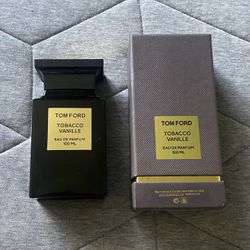 TOM FORD
TOBACCO
VANILLE
EAU DE PARFUM
100 ML
TOM FORD
TOBACCO VANILLE
EAU DE PARFUM
100 ML